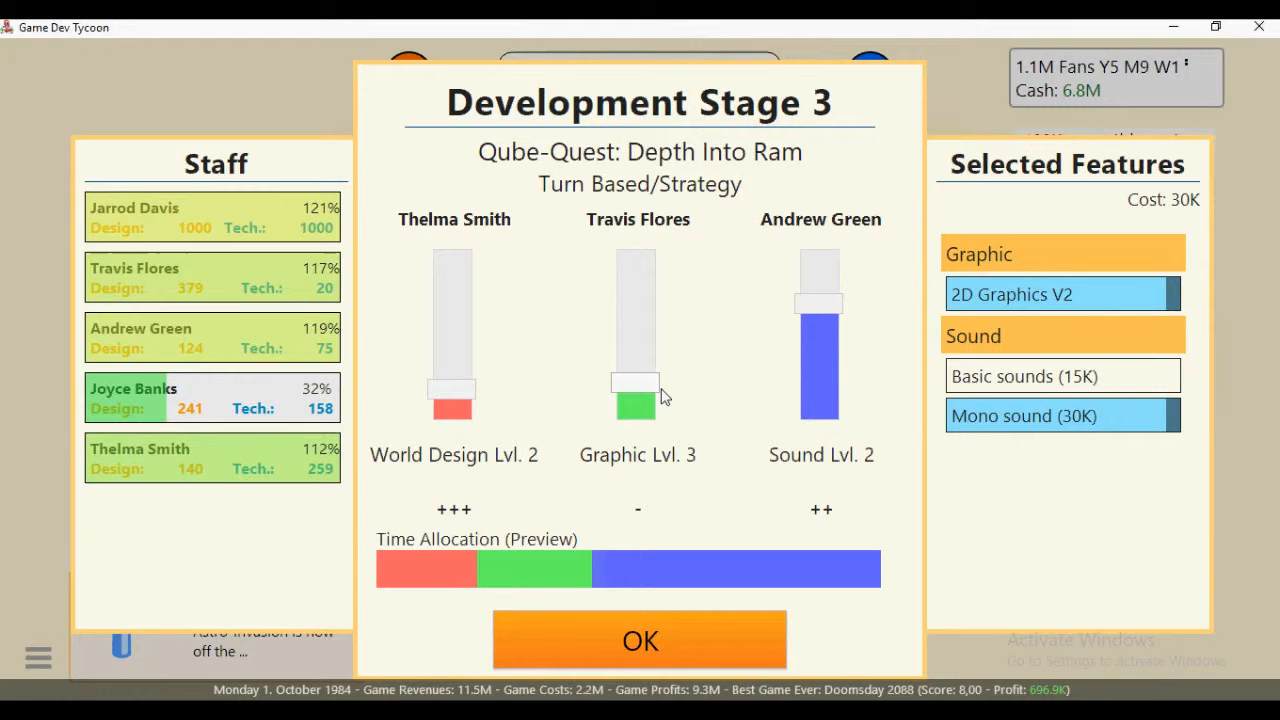 Game Dev Tycoon
1.1M Fans Y5 M9 W1
Cash: 6.8M
Development Stage 3
Qube-Quest: Depth Into Ram
Turn Based/Strategy
Staff
Jarrod Davis 121%
Design: 1000 Tech.: 1000
Travis Flores 117%
Design: 379 Tech.: 20
Andrew Green 119%
Design: 124 Tech.: 75
Joyce Banks 32%
Design: 241 Tech.: 158
Thelma Smith 112%
Design: 140 Tech.: 259
Thelma Smith Travis Flores Andrew Green
World Design Lvl. 2 Graphic Lvl. 3 Sound Lvl. 2
+++ - ++
Time Allocation (Preview)
OK
Selected Features
Cost: 30K
Graphic
2D Graphics V2
Sound
Basic sounds (15K)
Mono sound (30K)
Astro-Invasion is now
off the ...
Activate Windows
Go to Settings to activate Windows
Monday 1. October 1984 - Game Revenues: 11.5M - Game Costs: 2.2M - Game Profits: 9.3M - Best Game Ever: Doomsday 2088 (Score: 8,00 - Profit: 696.9K)